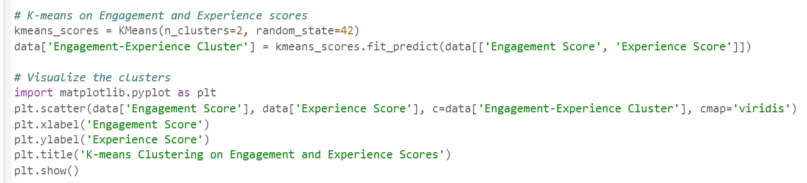 # K-means on Engagement and Experience scores
kmeans_scores = KMeans(n_clusters=2, random_state=42)
data['Engagement-Experience Cluster'] = kmeans_scores.fit_predict(data[['Engagement Score', 'Experience Score']])
# Visualize the clusters
import matplotlib.pyplot as plt
plt.scatter(data['Engagement Score'], data['Experience Score'], c=data['Engagement-Experience Cluster'], cmap='viridis')
plt.xlabel('Engagement Score')
plt.ylabel('Experience Score')
plt.title('K-means Clustering on Engagement and Experience Scores')
plt.show()